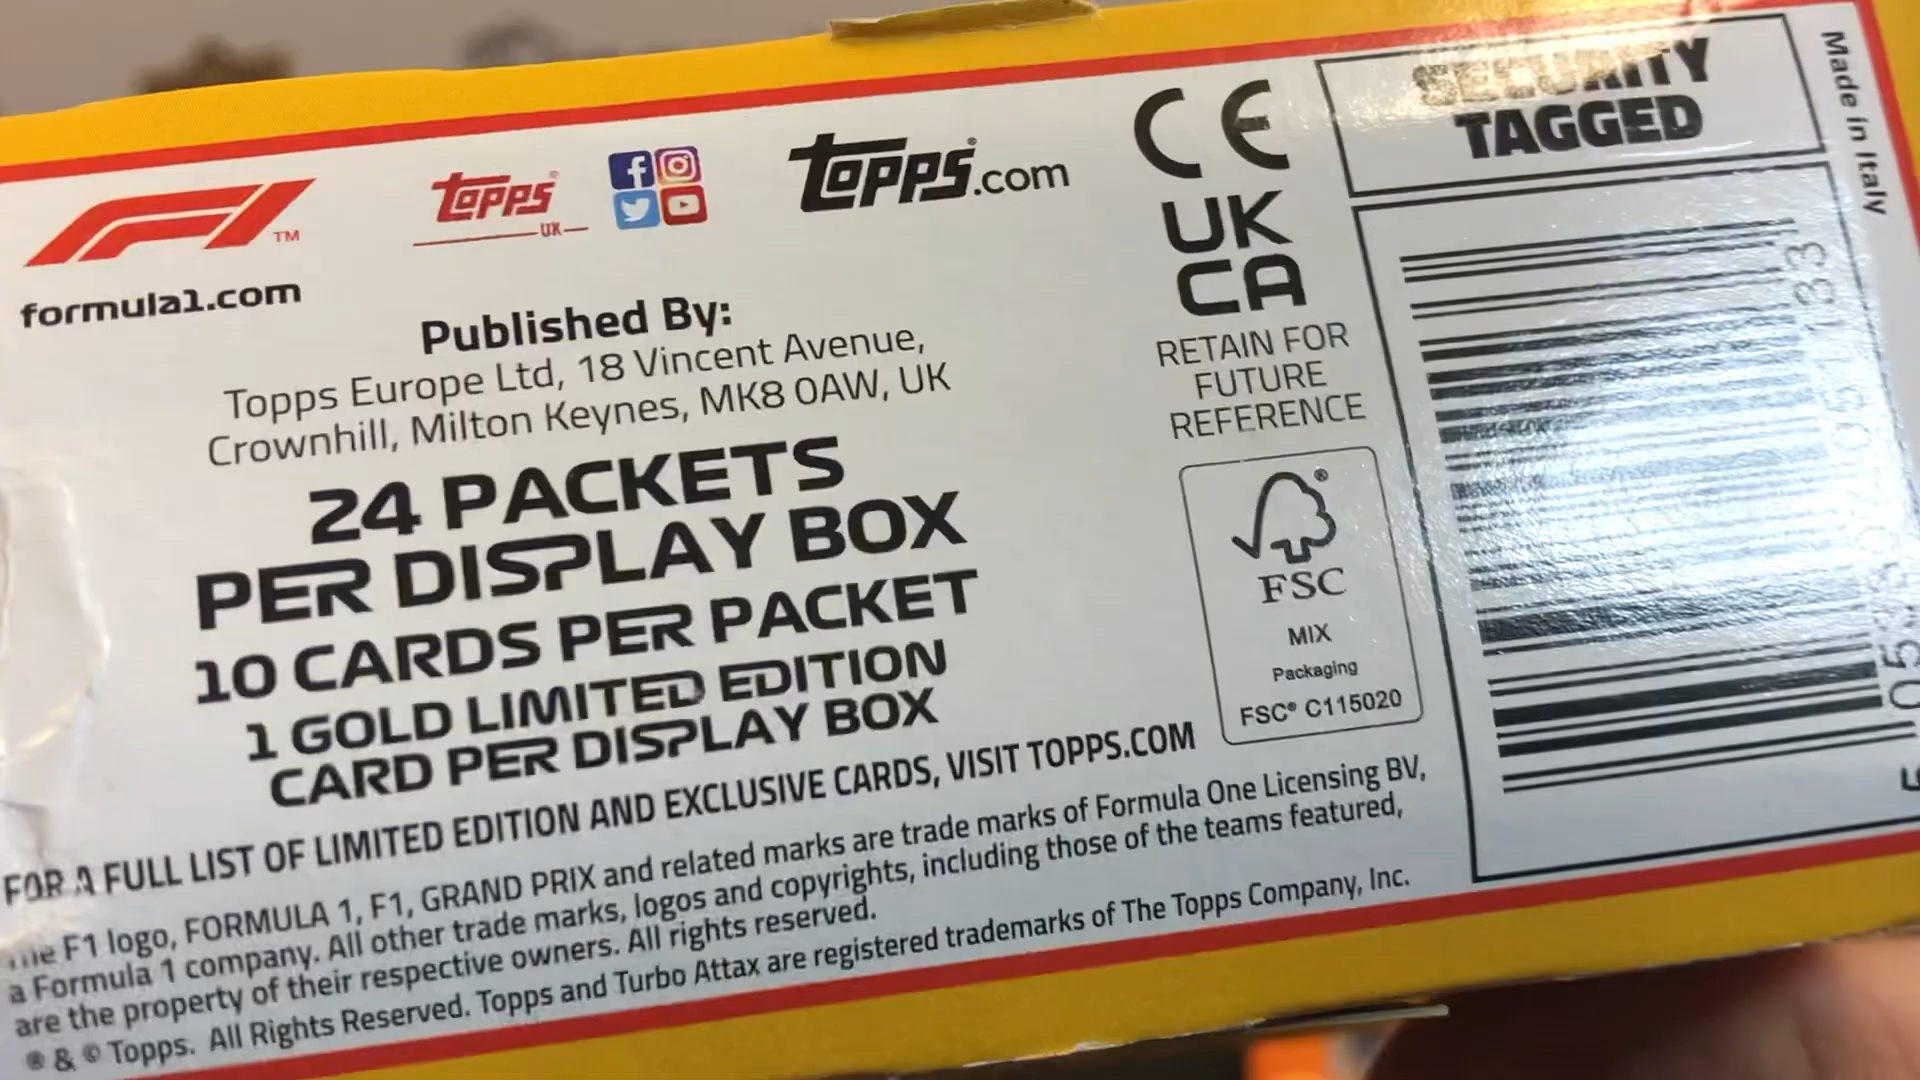 F1 TM
formula1.com
TOPPS®
UK
TOPPS®.com
CE
UK
CA
RETAIN FOR
FUTURE
REFERENCE
SECURITY
TAGGED
Made in Italy
Published By:
Topps Europe Ltd, 18 Vincent Avenue,
Crownhill, Milton Keynes, MK8 0AW, UK
24 PACKETS
PER DISPLAY BOX
10 CARDS PER PACKET
1 GOLD LIMITED EDITION
CARD PER DISPLAY BOX
FOR A FULL LIST OF LIMITED EDITION AND EXCLUSIVE CARDS, VISIT TOPPS.COM
The F1 logo, FORMULA 1, F1, GRAND PRIX and related marks are trade marks of Formula One Licensing BV,
a Formula 1 company. All other trade marks, logos and copyrights, including those of the teams featured,
are the property of their respective owners. All rights reserved.
® & © Topps. All Rights Reserved. Topps and Turbo Attax are registered trademarks of The Topps Company, Inc.
®
FSC
MIX
Packaging
FSC® C115020